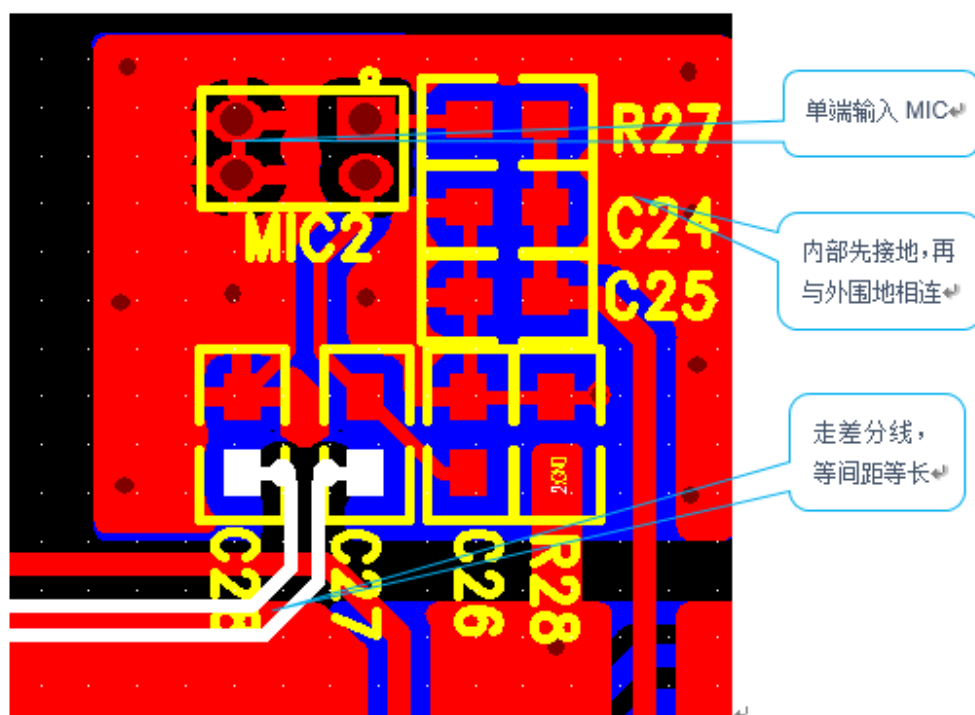 单端输入 MIC↵
R27
C24
MIC2
内部先接地,再
与外围地相连↵
C25
走差分线，
等间距等长↵
C28
C27
C26
R28